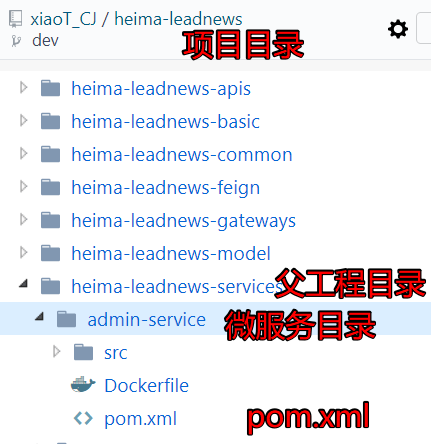 xiaoT_CJ / heima-leadnews
dev
项目目录
heima-leadnews-apis
heima-leadnews-basic
heima-leadnews-common
heima-leadnews-feign
heima-leadnews-gateways
heima-leadnews-model
heima-leadnews-services 父工程目录
admin-service 微服务目录
src
Dockerfile
pom.xml pom.xml